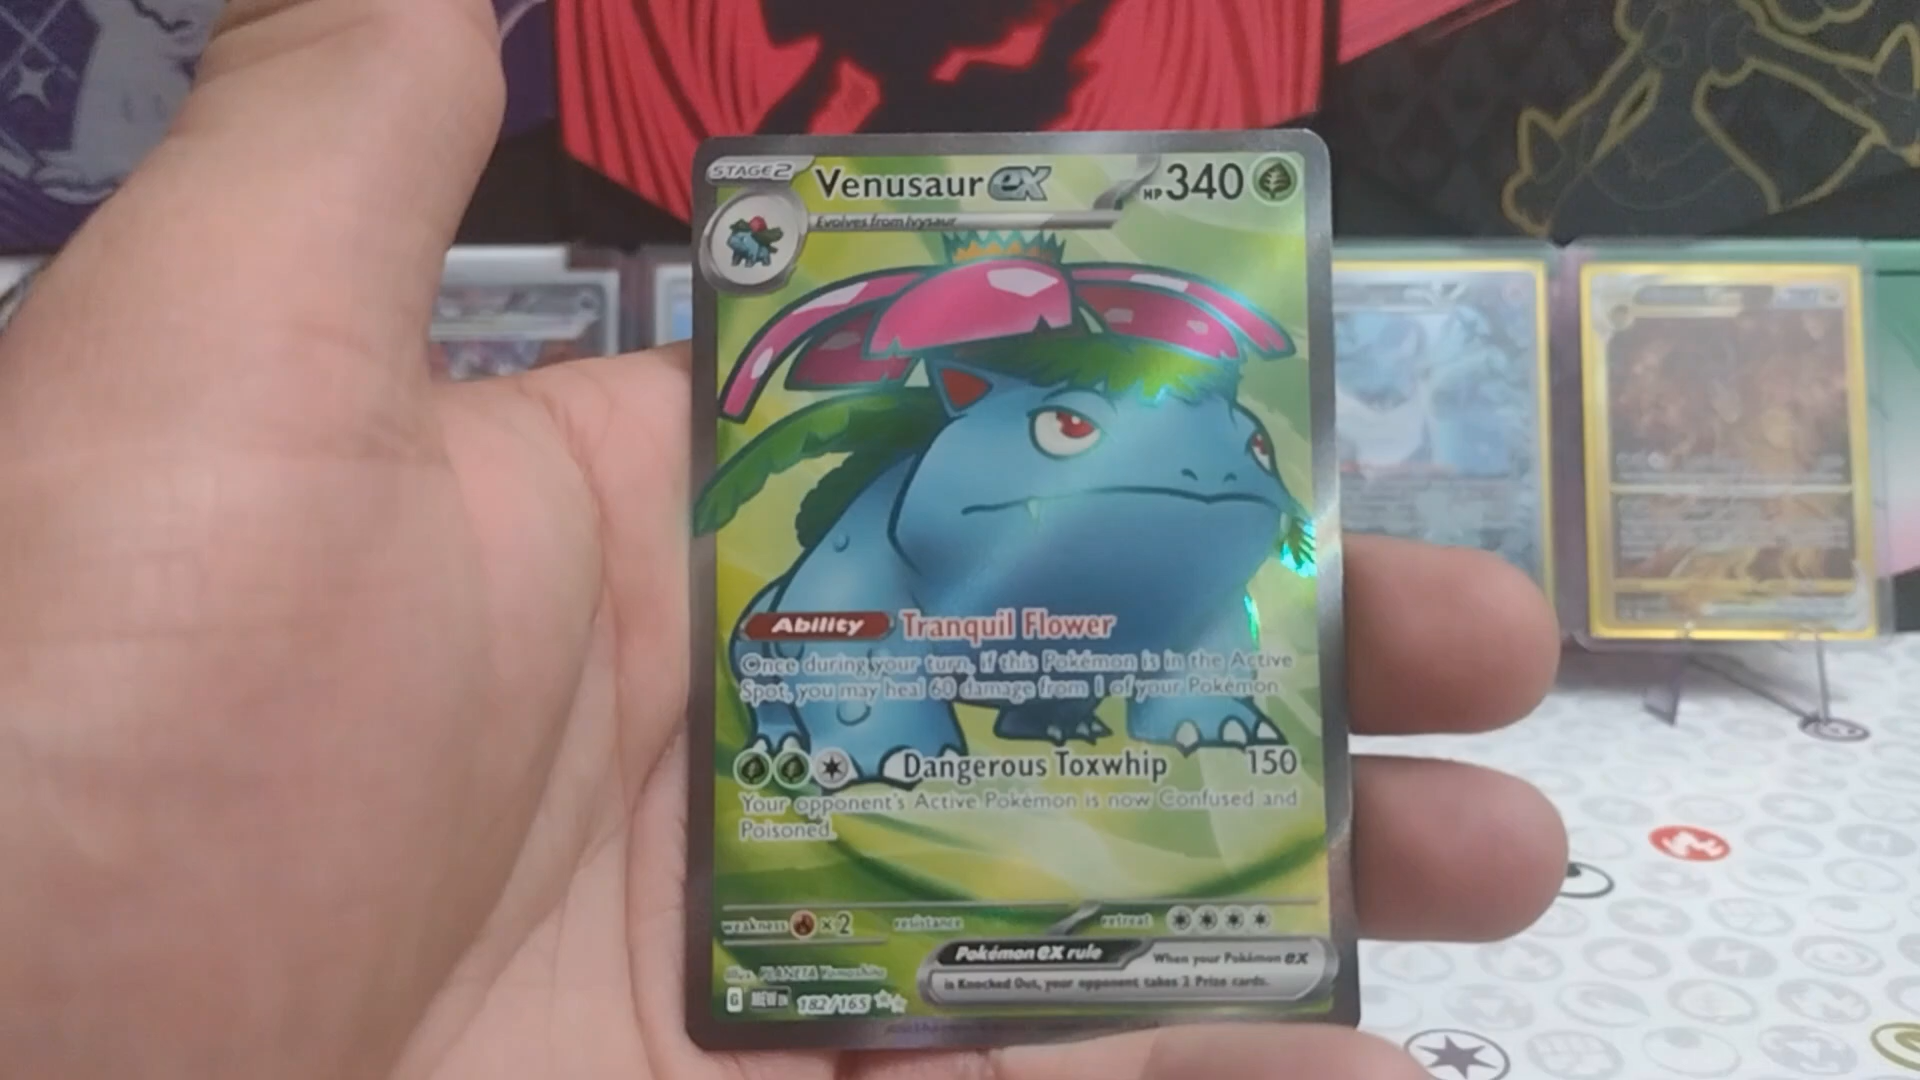 STAGE2
Venusaur ex HP 340
Evolves from Ivysaur
Ability Tranquil Flower
Once during your turn, if this Pokémon is in the Active
Spot, you may heal 60 damage from 1 of your Pokémon.
Dangerous Toxwhip 150
Your opponent's Active Pokémon is now Confused and
Poisoned.
weakness ×2 resistance retreat
Pokémon ex rule When your Pokémon ex
is Knocked Out, your opponent takes 2 Prize cards.
Illus. PLANETA Yamashita
G MEW EN 182/165